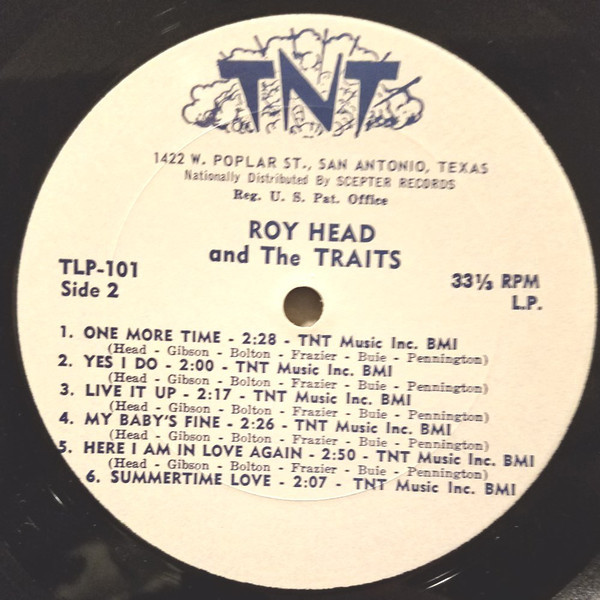 TNT
1422 W. POPLAR ST., SAN ANTONIO, TEXAS
Nationally Distributed By SCEPTER RECORDS
Reg. U. S. Pat. Office
ROY HEAD
and The TRAITS
TLP-101
Side 2
33⅓ RPM
L.P.
1. ONE MORE TIME - 2:28 - TNT Music Inc. BMI
(Head - Gibson - Bolton - Frazier - Buie - Pennington)
2. YES I DO - 2:00 - TNT Music Inc. BMI
(Head - Gibson - Bolton - Frazier - Buie - Pennington)
3. LIVE IT UP - 2:17 - TNT Music Inc. BMI
(Head - Gibson - Bolton - Frazier - Buie - Pennington)
4. MY BABY'S FINE - 2:26 - TNT Music Inc. BMI
(Head - Gibson - Bolton - Frazier - Buie - Pennington)
5. HERE I AM IN LOVE AGAIN - 2:50 - TNT Music Inc. BMI
(Head - Gibson - Bolton - Frazier - Buie - Pennington)
6. SUMMERTIME LOVE - 2:07 - TNT Music Inc. BMI